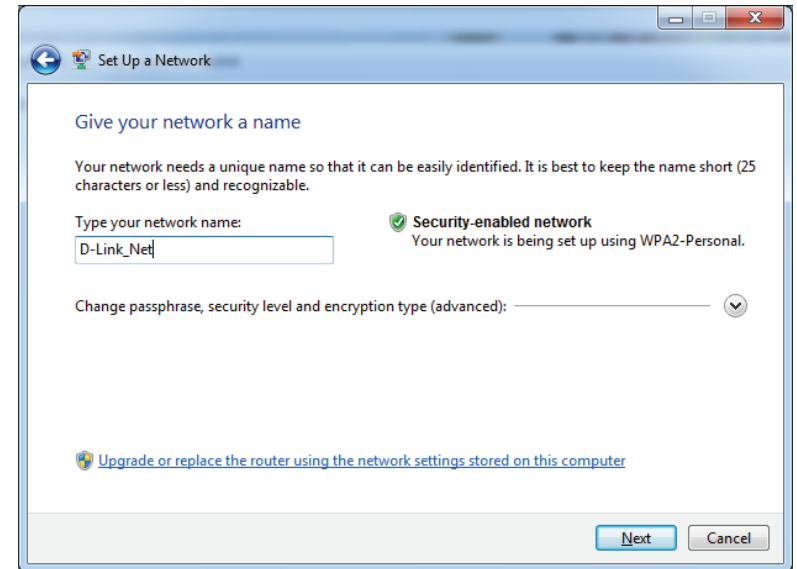 Set Up a Network
Give your network a name
Your network needs a unique name so that it can be easily identified. It is best to keep the name short (25
characters or less) and recognizable.
Type your network name:
D-Link_Net
Security-enabled network
Your network is being set up using WPA2-Personal.
Change passphrase, security level and encryption type (advanced):
Upgrade or replace the router using the network settings stored on this computer
Next
Cancel